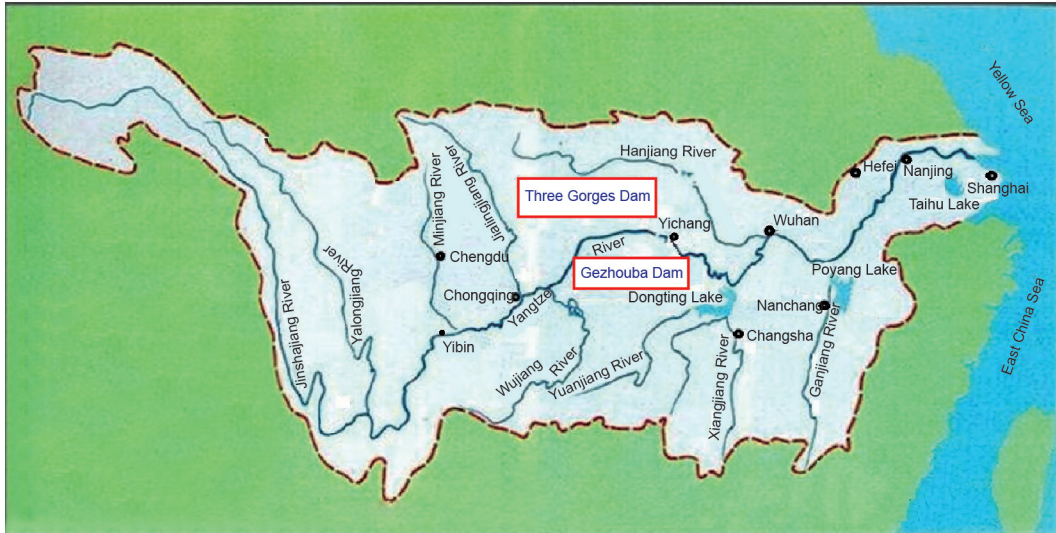 Yellow Sea
Hanjiang River
Hefei
Nanjing
Shanghai
Taihu Lake
Minjiang River
Jialingjiang River
Three Gorges Dam
Yichang
Wuhan
Chengdu
Yangtze River
Gezhouba Dam
Poyang Lake
Yalongjiang River
Jinshajiang River
Chongqing
Dongting Lake
Nanchang
Yibin
Changsha
Wujiang River
Yuanjiang River
Xiangjiang River
Ganjiang River
East China Sea